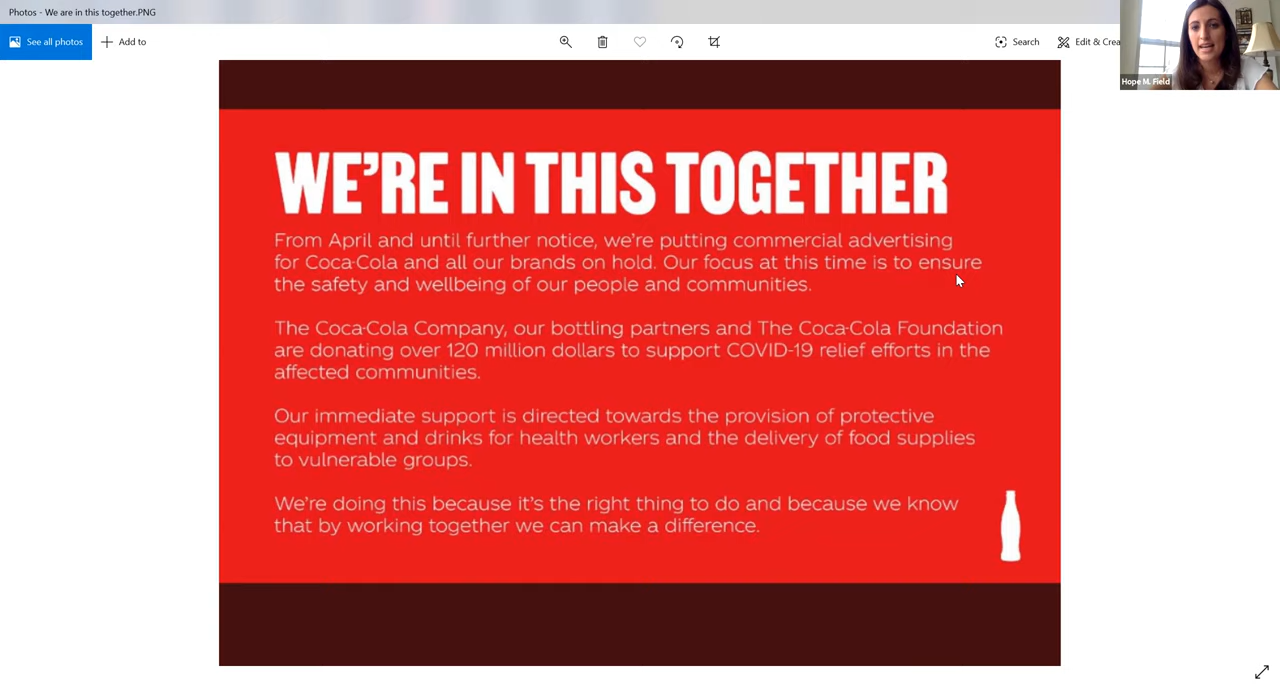 Photos - We are in this together.PNG
See all photos
Add to
Search
Edit & Crea
Hope M. Field
WE'RE IN THIS TOGETHER
From April and until further notice, we're putting commercial advertising
for Coca-Cola and all our brands on hold. Our focus at this time is to ensure
the safety and wellbeing of our people and communities.
The Coca-Cola Company, our bottling partners and The Coca-Cola Foundation
are donating over 120 million dollars to support COVID-19 relief efforts in the
affected communities.
Our immediate support is directed towards the provision of protective
equipment and drinks for health workers and the delivery of food supplies
to vulnerable groups.
We're doing this because it's the right thing to do and because we know
that by working together we can make a difference.